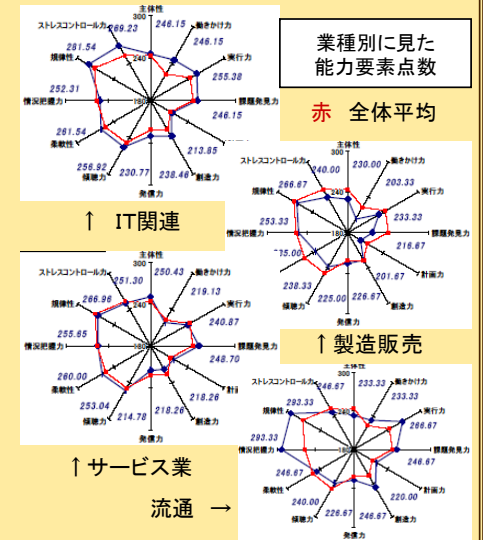 業種別に見た
能力要素点数
赤 全体平均
主体性
ストレスコントロール力
働きかけ力
規律性
実行力
情況把握力
課題発見力
柔軟性
傾聴力
創造力
発信力
300
240
180
246.15
246.15
255.38
246.15
213.85
238.46
230.77
256.92
261.54
252.31
281.54
269.23
↑ IT関連
主体性
ストレスコントロール力
働きかけ力
規律性
実行力
情況把握力
課題発見力
計画力
柔軟性
傾聴力
創造力
発信力
300
240
180
230.00
203.33
233.33
216.67
201.67
226.67
225.00
238.33
253.33
266.67
240.00
↑製造販売
主体性
ストレスコントロール力
働きかけ力
規律性
実行力
情況把握力
課題発見力
柔軟性
傾聴力
創造力
発信力
300
240
180
250.43
219.13
240.87
248.70
218.26
218.26
214.78
253.04
260.00
255.65
266.96
251.30
↑サービス業
主体性
ストレスコントロール力
働きかけ力
規律性
実行力
情況把握力
課題発見力
計画力
柔軟性
傾聴力
創造力
発信力
300
180
233.33
233.33
266.67
246.67
220.00
246.67
226.67
240.00
246.67
293.33
293.33
246.67
流通 →